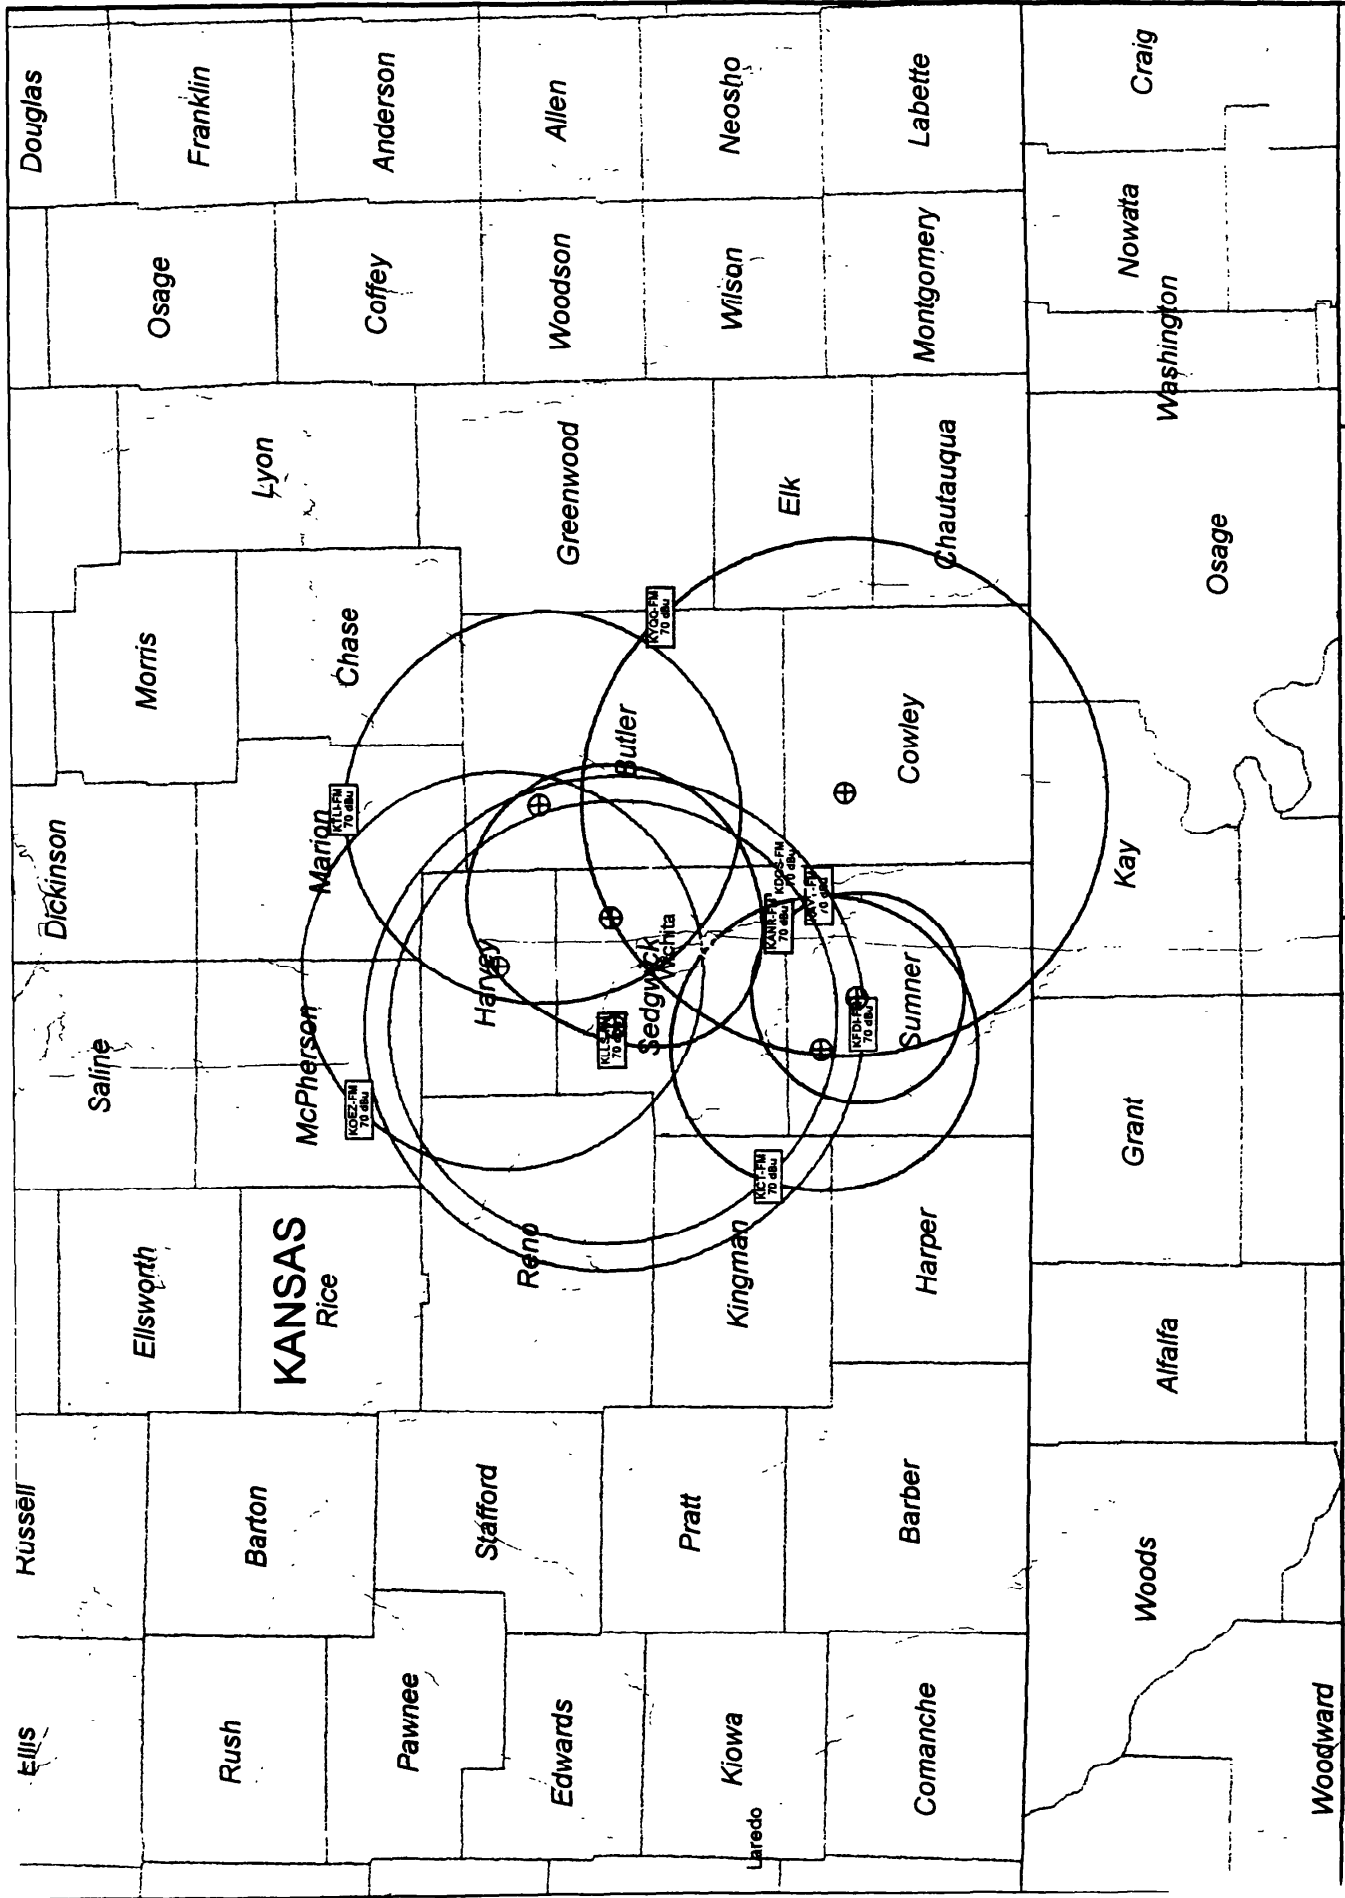 Ellis
Russell
Ellsworth
Saline
Dickinson
Morris
Osage
Douglas
Franklin
Rush
Barton
KANSAS
Rice
McPherson
Marion
Chase
Lyon
Coffey
Anderson
KOEZ-FM
70 dBu
KTLI-FM
70 dBu
Pawnee
Stafford
Reno
Harvey
Butler
Greenwood
Woodson
Allen
Edwards
KLLS-FM
70 dBu
KYQQ-FM
70 dBu
Pratt
Sedgwick
Wichita
Kiowa
Laredo
Kingman
Elk
Wilson
Neosho
KCT-FM
70 dBu
KANR-FM
70 dBu
KDGS-FM
70 dBu
70 dBu
KFDI-FM
70 dBu
Comanche
Barber
Harper
Sumner
Cowley
Chautauqua
Montgomery
Labette
Woods
Alfalfa
Grant
Kay
Osage
Washington
Nowata
Craig
Woodward